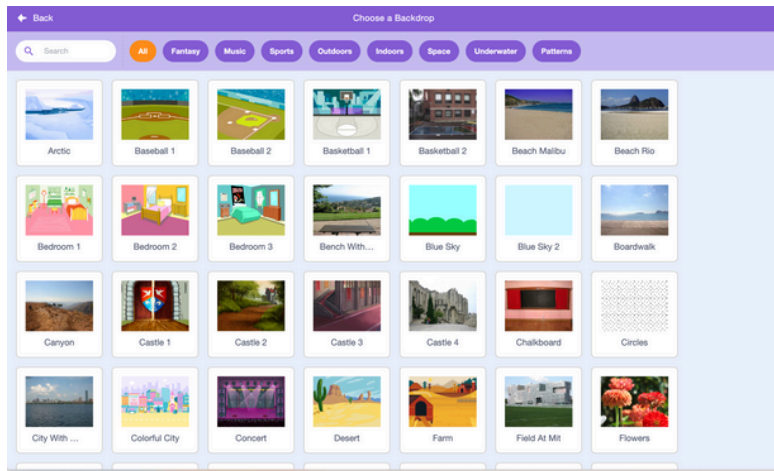 Back
Choose a Backdrop
Search
All
Fantasy
Music
Sports
Outdoors
Indoors
Space
Underwater
Patterns
Arctic
Baseball 1
Baseball 2
Basketball 1
Basketball 2
Beach Malibu
Beach Rio
Bedroom 1
Bedroom 2
Bedroom 3
Bench With...
Blue Sky
Blue Sky 2
Boardwalk
Canyon
Castle 1
Castle 2
Castle 3
Castle 4
Chalkboard
Circles
City With ...
Colorful City
Concert
Desert
Farm
Field At Mit
Flowers